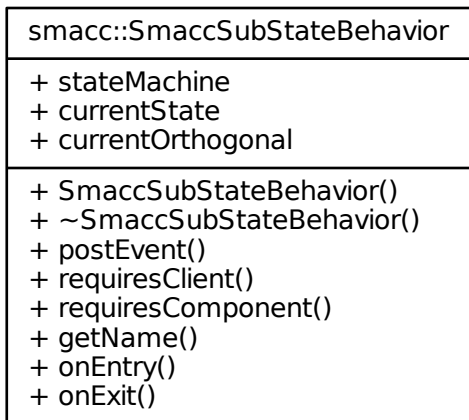 smacc::SmaccSubStateBehavior
+ stateMachine
+ currentState
+ currentOrthogonal
+ SmaccSubStateBehavior()
+ ~SmaccSubStateBehavior()
+ postEvent()
+ requiresClient()
+ requiresComponent()
+ getName()
+ onEntry()
+ onExit()